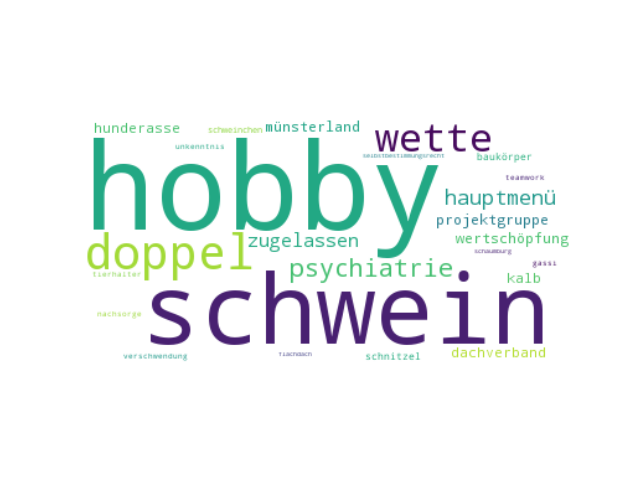 hunderasse schweinchen münsterland
wette
unkenntnis
selbstbestimmungsrecht
baukörper
hobby
teamwork
hauptmenü
projektgruppe
doppel
zugelassen
wertschöpfung
schaumburg
psychiatrie
gassi
tierhalter
kalb
schwein
nachsorge
verschwendung
flachdach
schnitzel
dachverband